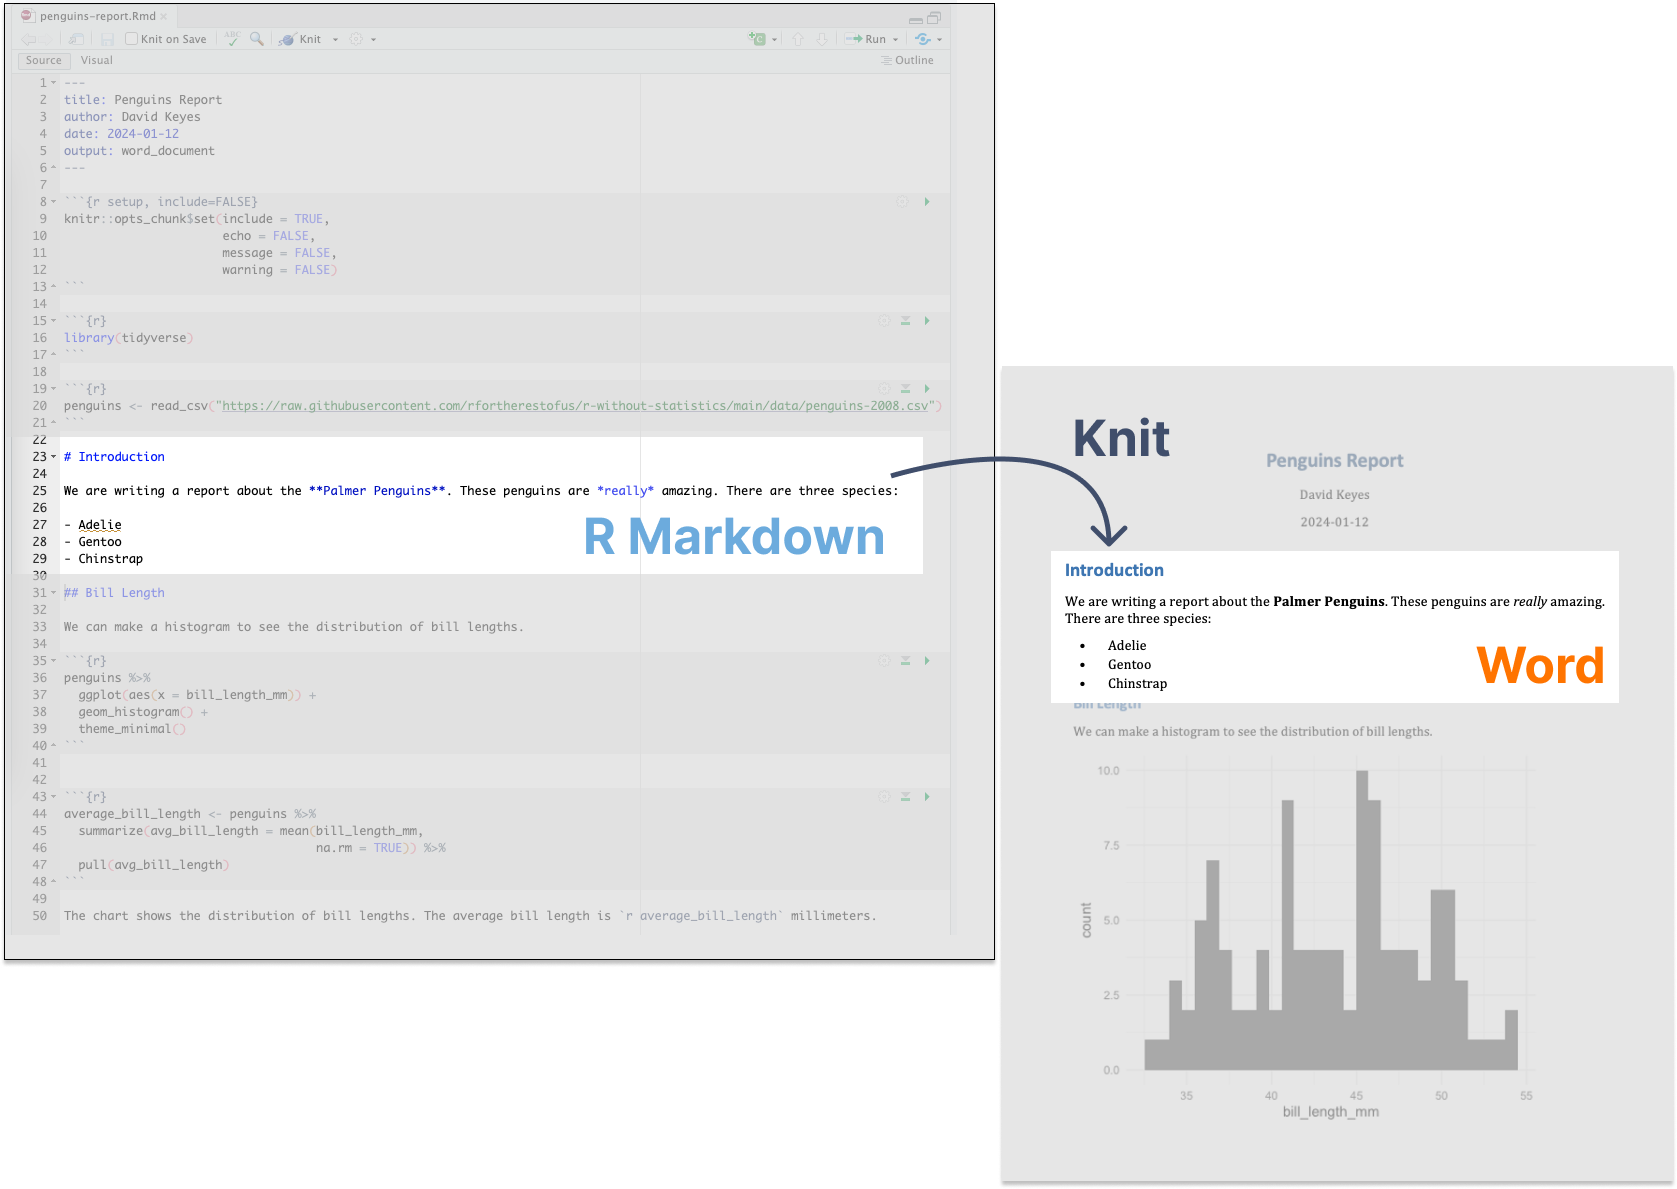 penguins-report.Rmd
Knit on Save ABC Knit Run
Source Visual Outline
1 ---
2 title: Penguins Report
3 author: David Keyes
4 date: 2024-01-12
5 output: word_document
6 ---
7
8 ```{r setup, include=FALSE}
9 knitr::opts_chunk$set(include = TRUE,
10 echo = FALSE,
11 message = FALSE,
12 warning = FALSE)
13 ```
14
15 ```{r}
16 library(tidyverse)
17 ```
18
19 ```{r}
20 penguins <- read_csv("https://raw.githubusercontent.com/rfortherestofus/r-without-statistics/main/data/penguins-2008.csv")
21 ```
22
23 # Introduction
24
25 We are writing a report about the **Palmer Penguins**. These penguins are *really* amazing. There are three species:
26
27 - Adelie
28 - Gentoo
29 - Chinstrap
30
31 ## Bill Length
32
33 We can make a histogram to see the distribution of bill lengths.
34
35 ```{r}
36 penguins %>%
37 ggplot(aes(x = bill_length_mm)) +
38 geom_histogram() +
39 theme_minimal()
40 ```
41
42
43 ```{r}
44 average_bill_length <- penguins %>%
45 summarize(avg_bill_length = mean(bill_length_mm,
46 na.rm = TRUE)) %>%
47 pull(avg_bill_length)
48 ```
49
50 The chart shows the distribution of bill lengths. The average bill length is `r average_bill_length` millimeters.
R Markdown
Knit
Penguins Report
David Keyes
2024-01-12
Introduction
We are writing a report about the Palmer Penguins. These penguins are really amazing.
There are three species:
• Adelie
• Gentoo
• Chinstrap
Word
Bill Length
We can make a histogram to see the distribution of bill lengths.
10.0
7.5
5.0
2.5
0.0
count
35 40 45 50 55
bill_length_mm